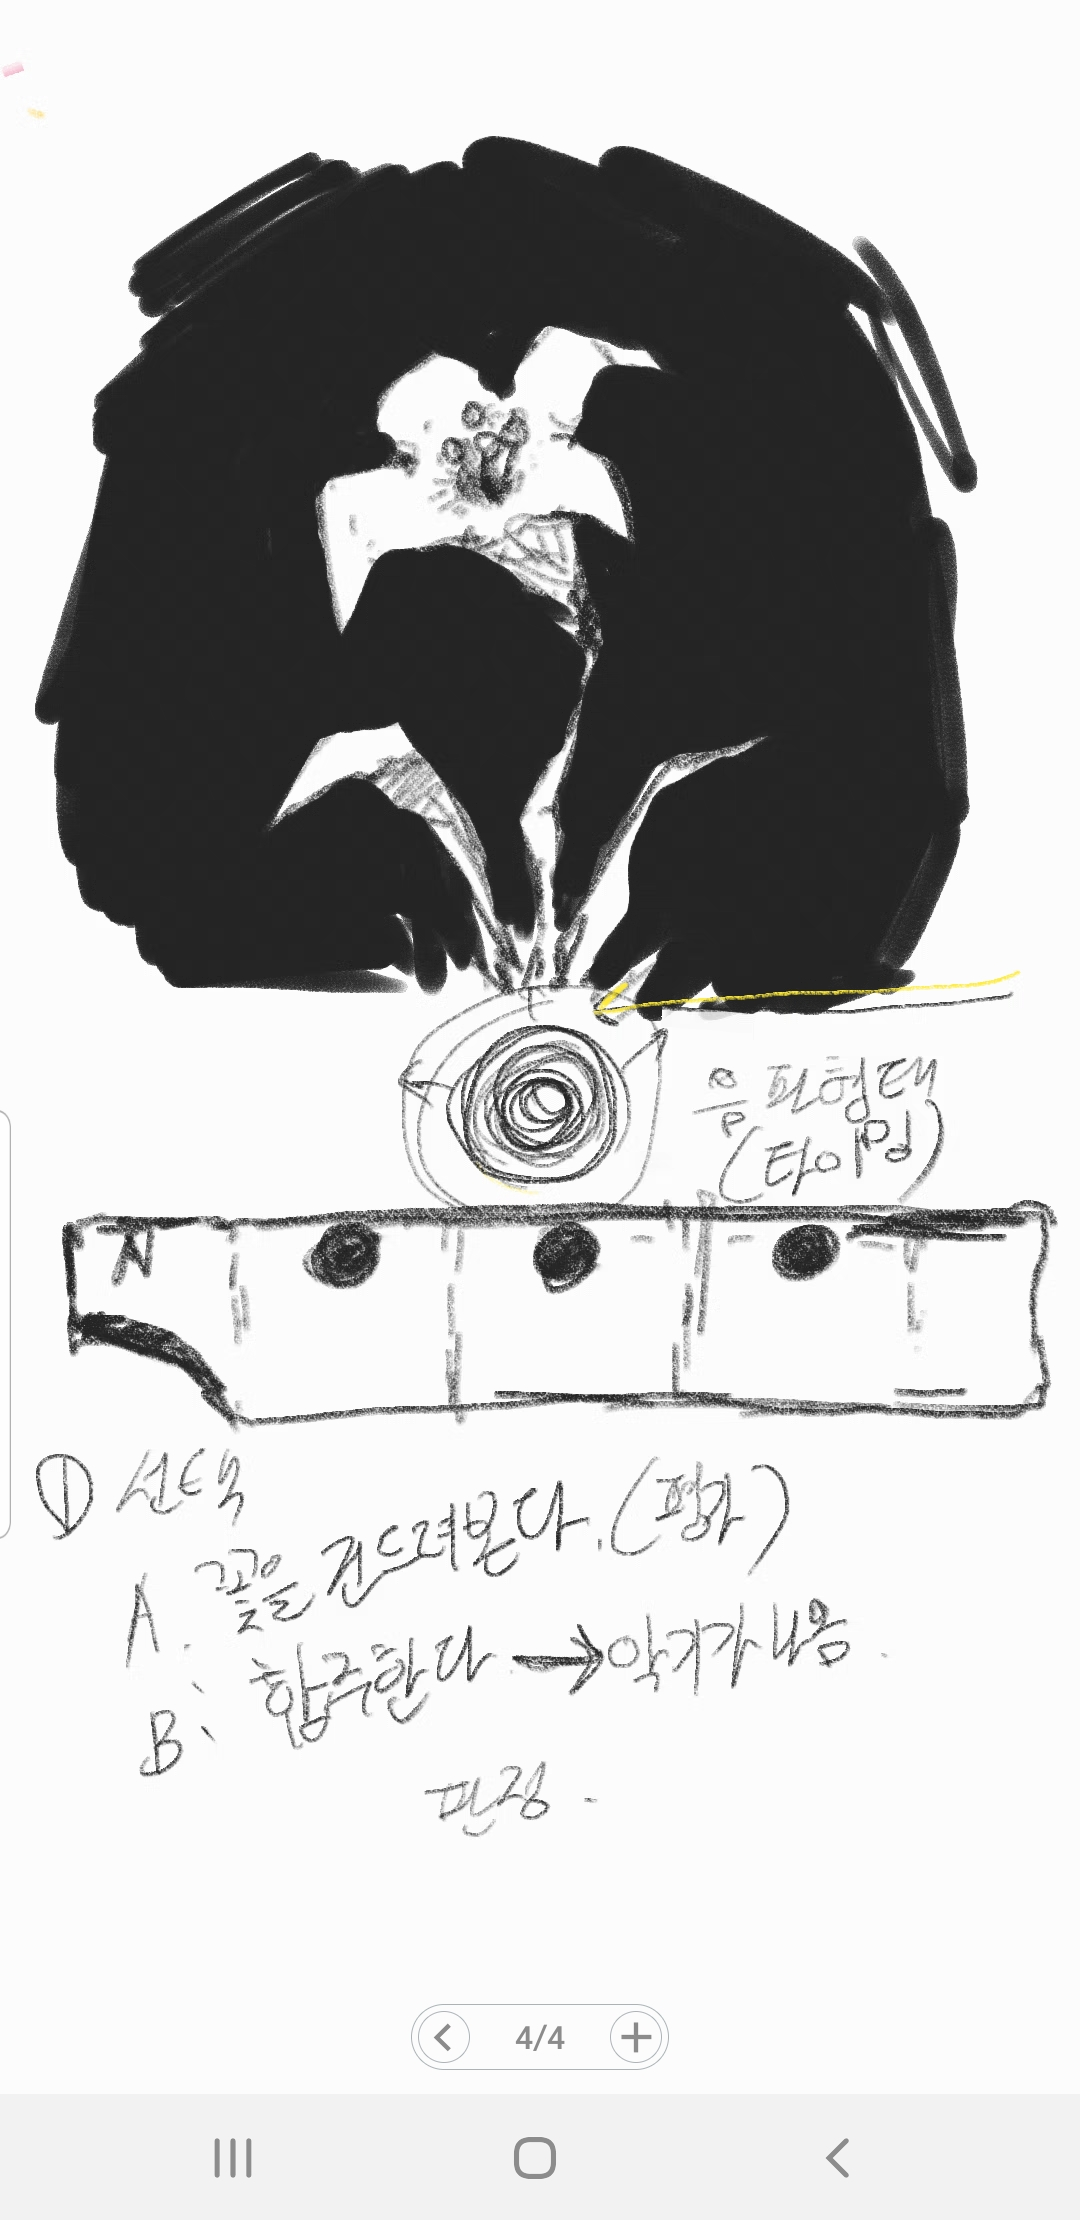 음파형태
(타이밍)
① 선택
A. 꽃을 건드려본다. (평가)
B: 합주한다 → 악기가 나옴.
판정.
4/4